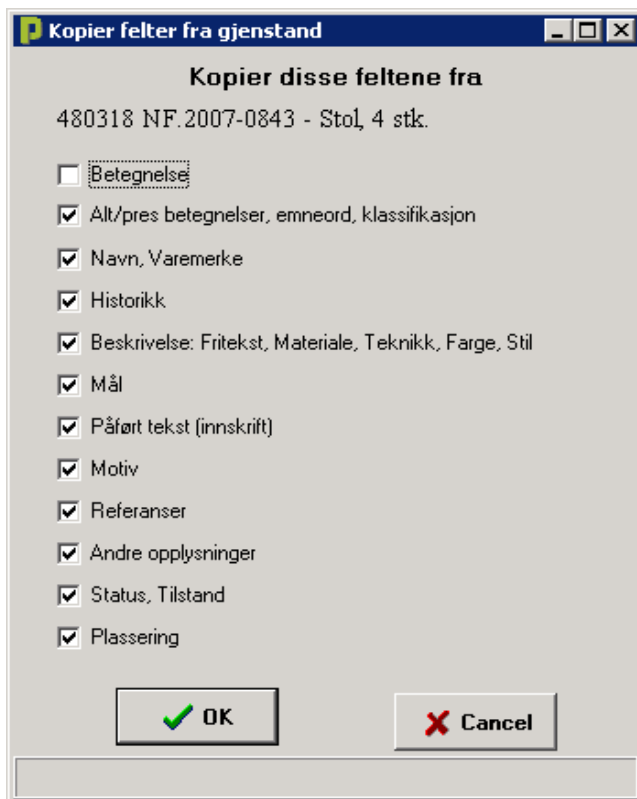 Kopier felter fra gjenstand
Kopier disse feltene fra
480318 NF.2007-0843 - Stol, 4 stk.
Betegnelse
Alt/pres betegnelser, emneord, klassifikasjon
Navn, Varemerke
Historikk
Beskrivelse: Fritekst, Materiale, Teknikk, Farge, Stil
Mål
Påført tekst (innskrift)
Motiv
Referanser
Andre opplysninger
Status, Tilstand
Plassering
OK
Cancel